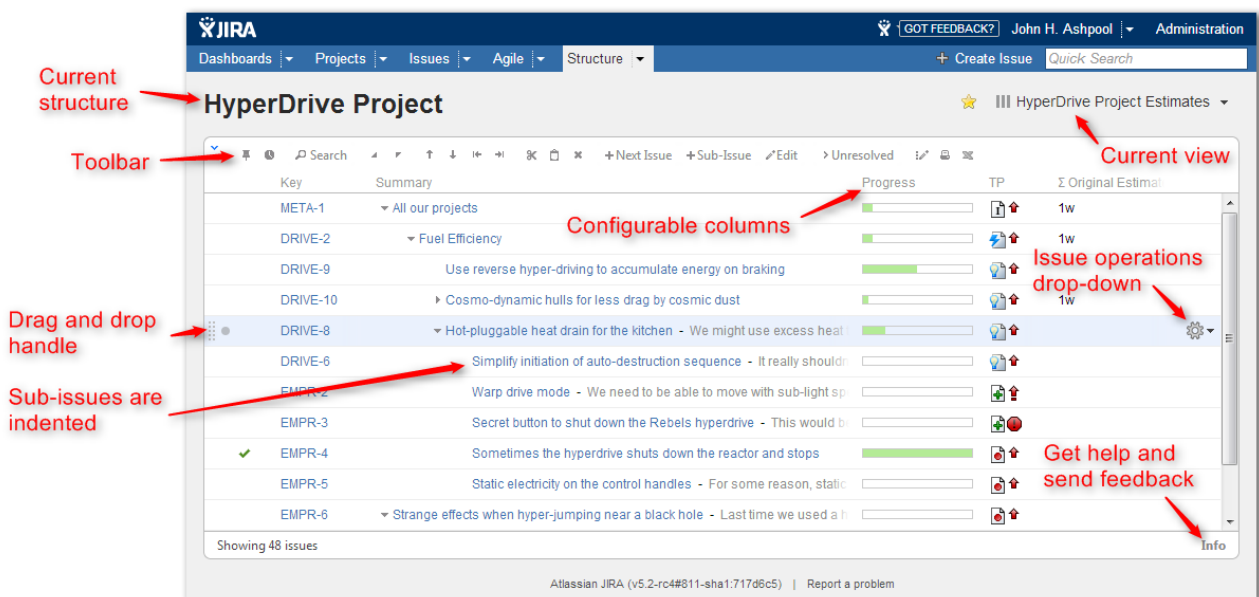 JIRA
GOT FEEDBACK?
John H. Ashpool
Administration
Dashboards
Projects
Issues
Agile
Structure
+ Create Issue
Quick Search
Current structure
HyperDrive Project
HyperDrive Project Estimates
Current view
Toolbar
Search
+Next Issue
+Sub-Issue
Edit
Unresolved
Key
Summary
Progress
TP
Σ Original Estimat
Configurable columns
META-1
All our projects
1w
DRIVE-2
Fuel Efficiency
1w
DRIVE-9
Use reverse hyper-driving to accumulate energy on braking
Issue operations drop-down
DRIVE-10
Cosmo-dynamic hulls for less drag by cosmic dust
1w
Drag and drop handle
DRIVE-8
Hot-pluggable heat drain for the kitchen - We might use excess heat
DRIVE-6
Simplify initiation of auto-destruction sequence - It really shouldn
Sub-issues are indented
EMPR-2
Warp drive mode - We need to be able to move with sub-light sp
EMPR-3
Secret button to shut down the Rebels hyperdrive - This would b
EMPR-4
Sometimes the hyperdrive shuts down the reactor and stops
Get help and send feedback
EMPR-5
Static electricity on the control handles - For some reason, static
EMPR-6
Strange effects when hyper-jumping near a black hole - Last time we used a h
Showing 48 issues
Info
Atlassian JIRA (v5.2-rc4#811-sha1:717d6c5) | Report a problem